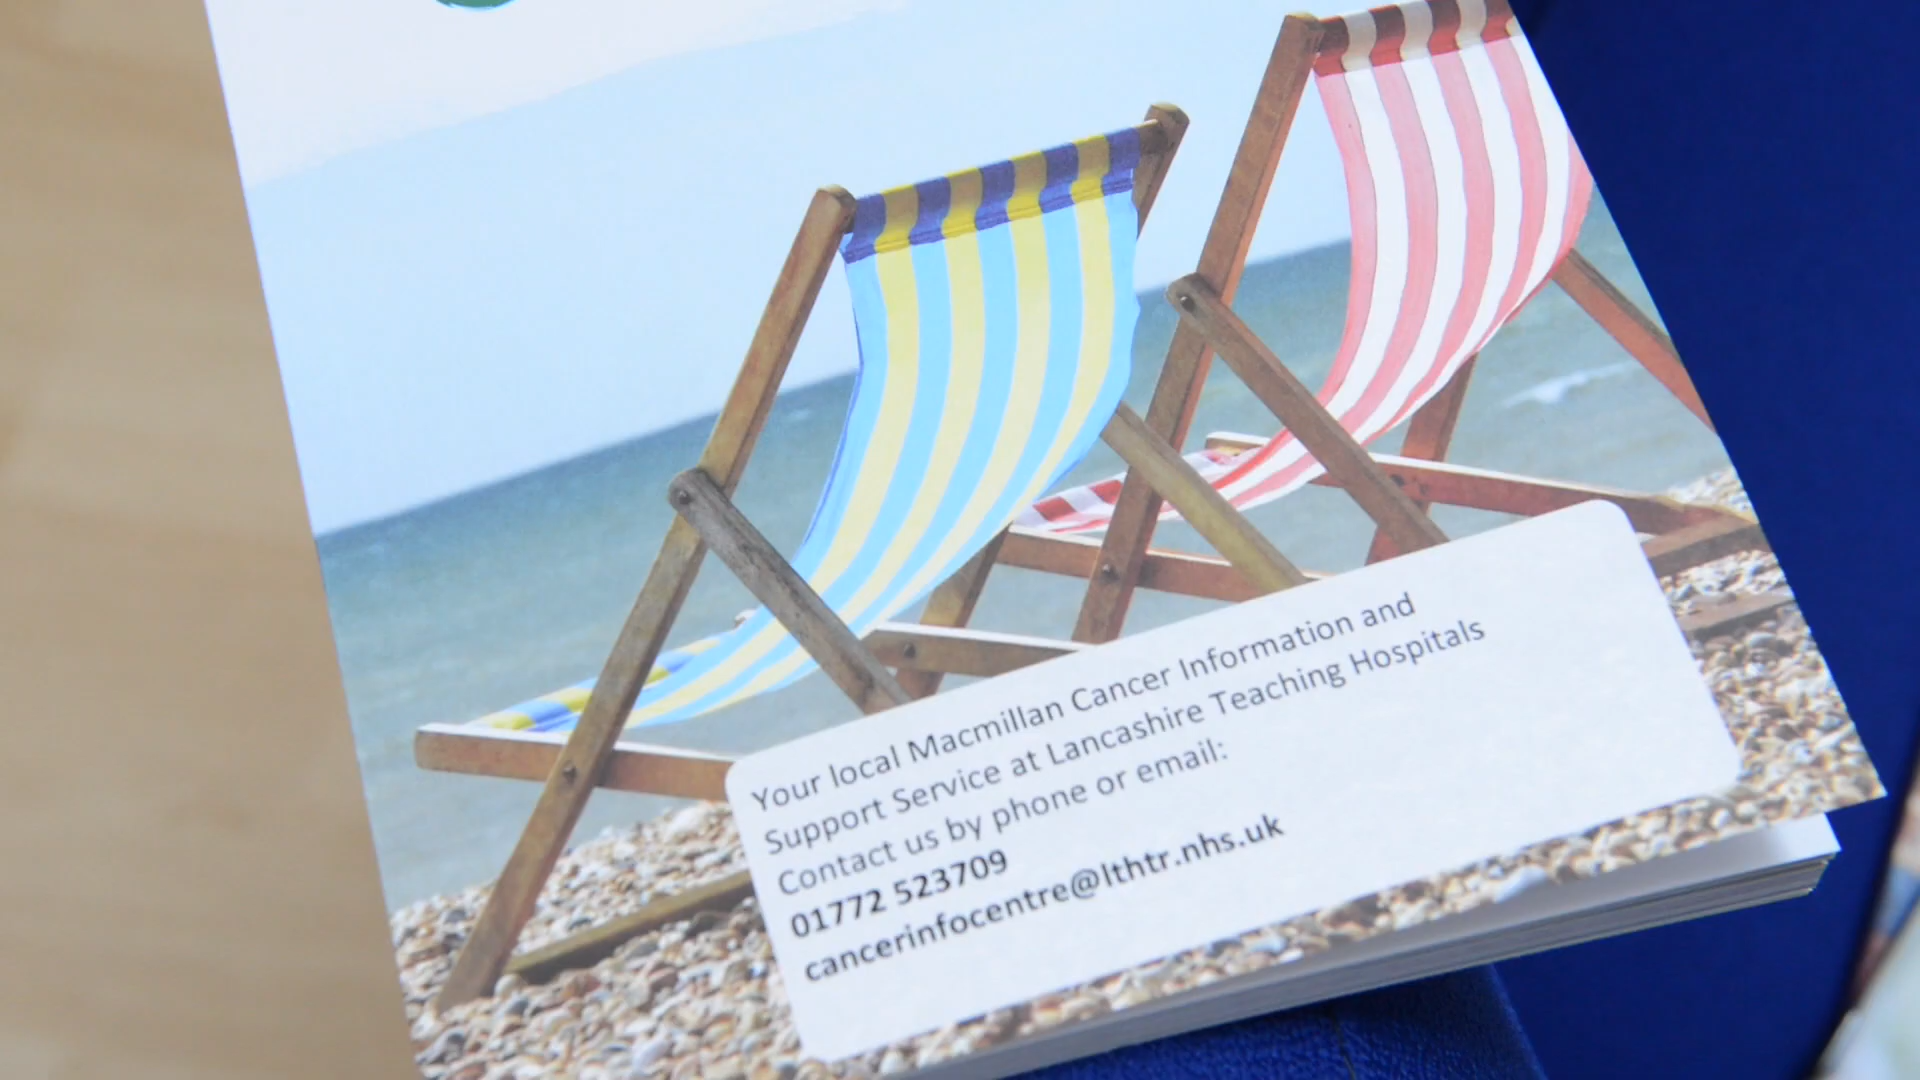 Your local Macmillan Cancer Information and
Support Service at Lancashire Teaching Hospitals
Contact us by phone or email:
01772 523709
cancerinfocentre@lthtr.nhs.uk